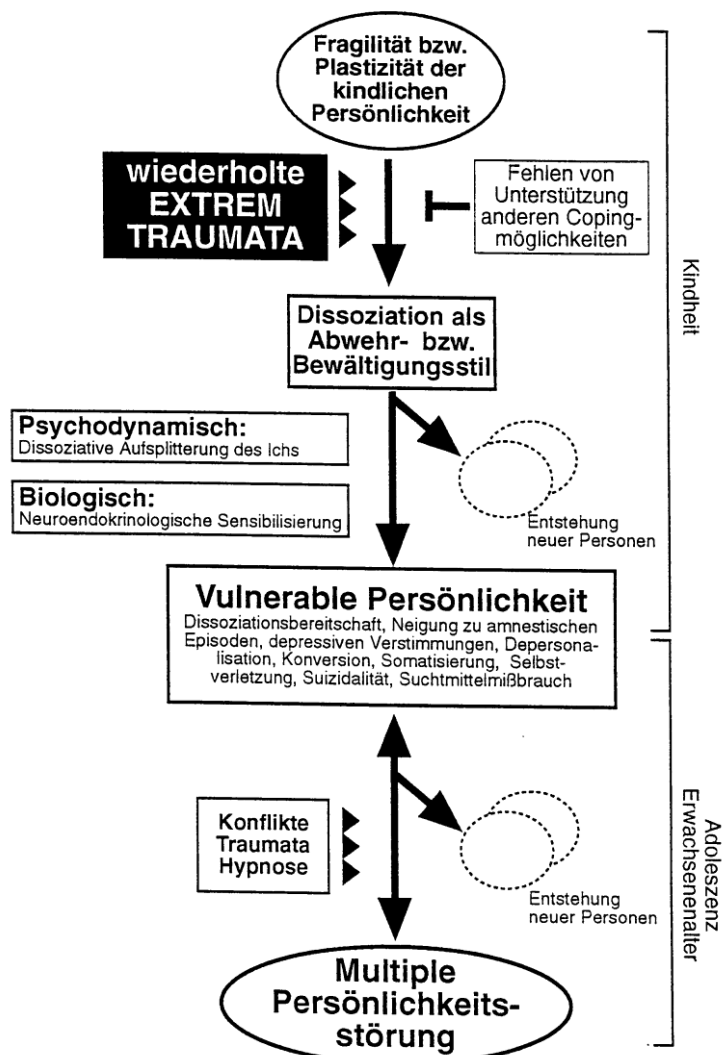 Fragilität bzw.
Plastizität der
kindlichen
Persönlichkeit
wiederholte
EXTREM
TRAUMATA
Fehlen von
Unterstützung
anderen Coping-
möglichkeiten
Kindheit
Dissoziation als
Abwehr- bzw.
Bewältigungsstil
Psychodynamisch:
Dissoziative Aufsplitterung des Ichs
Biologisch:
Neuroendokrinologische Sensibilisierung
Entstehung
neuer Personen
Vulnerable Persönlichkeit
Dissoziationsbereitschaft, Neigung zu amnestischen
Episoden, depressiven Verstimmungen, Depersona-
lisation, Konversion, Somatisierung, Selbst-
verletzung, Suizidalität, Suchtmittelmißbrauch
Konflikte
Traumata
Hypnose
Entstehung
neuer Personen
Adoleszenz
Erwachsenenalter
Multiple
Persönlichkeits-
störung